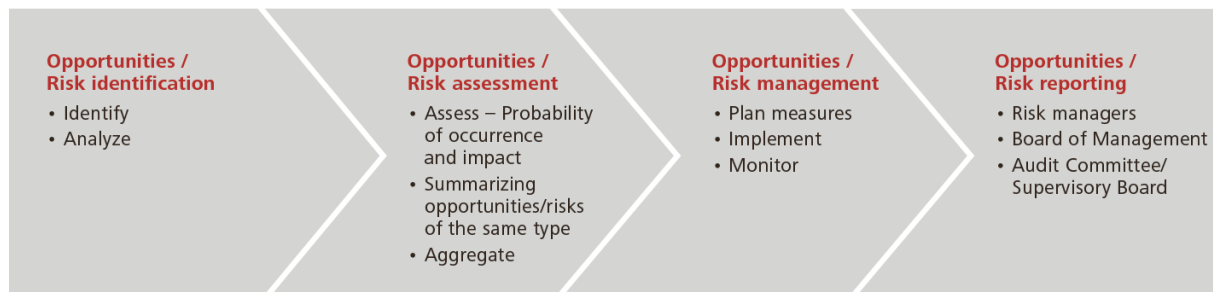 Opportunities /
Risk identification
• Identify
• Analyze
Opportunities /
Risk assessment
• Assess – Probability
of occurrence
and impact
• Summarizing
opportunities/risks
of the same type
• Aggregate
Opportunities /
Risk management
• Plan measures
• Implement
• Monitor
Opportunities /
Risk reporting
• Risk managers
• Board of Management
• Audit Committee/
Supervisory Board